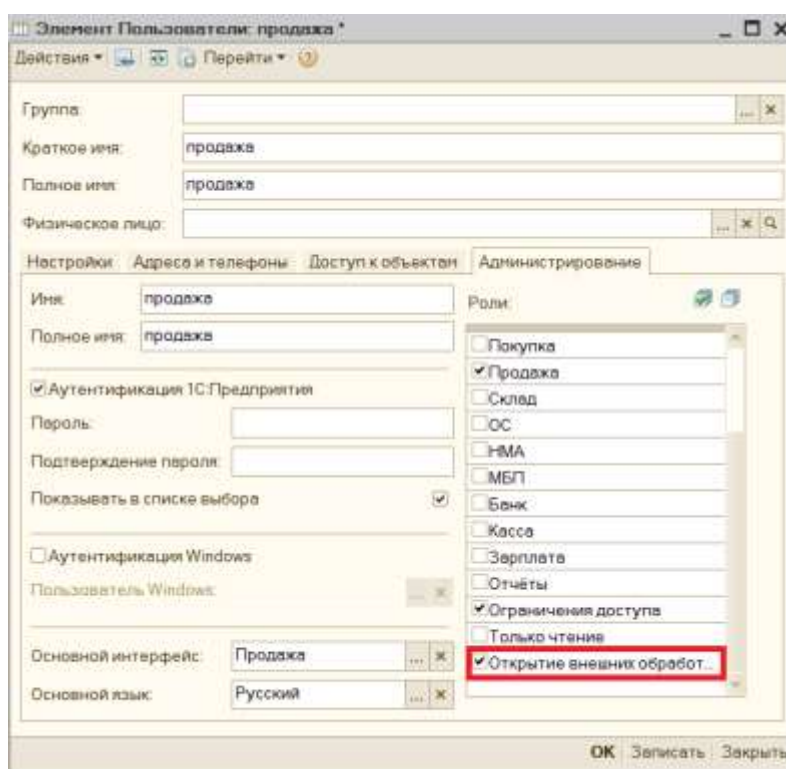 Элемент Пользователи: продажа *
Действия Перейти
Группа:
Краткое имя: продажа
Полное имя: продажа
Физическое лицо:
Настройки Адреса и телефоны Доступ к объектам Администрирование
Имя: продажа
Полное имя: продажа
Аутентификация 1С:Предприятия
Пароль:
Подтверждение пароля:
Показывать в списке выбора
Аутентификация Windows
Пользователь Windows:
Основной интерфейс: Продажа
Основной язык: Русский
Роли:
Покупка
Продажа
Склад
ОС
НМА
МБП
Банк
Касса
Зарплата
Отчёты
Ограничения доступа
Только чтение
Открытие внешних обработ...
ОК Записать Закрыть